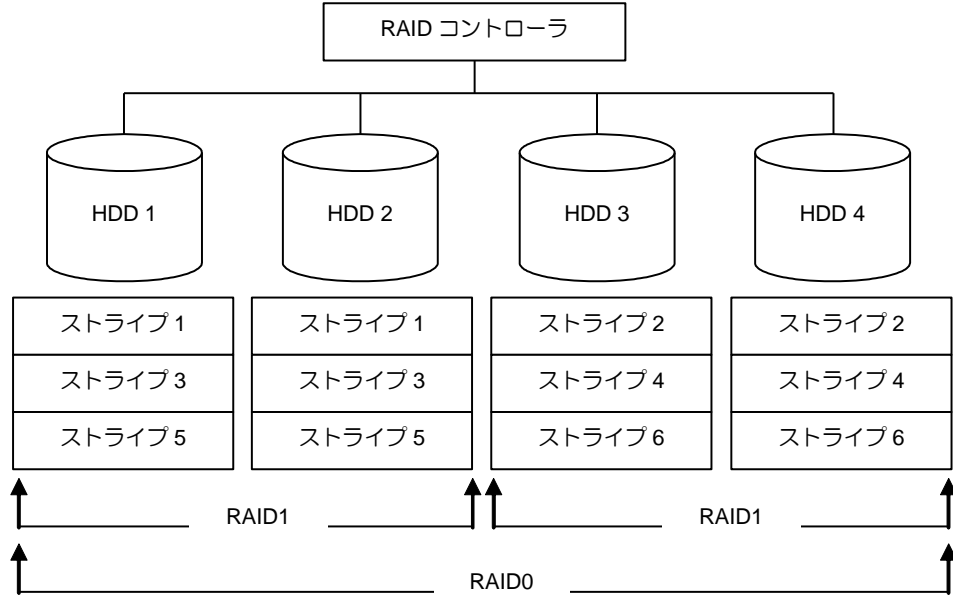 RAID コントローラ
HDD 1
HDD 2
HDD 3
HDD 4
ストライプ 1
ストライプ 1
ストライプ 2
ストライプ 2
ストライプ 3
ストライプ 3
ストライプ 4
ストライプ 4
ストライプ 5
ストライプ 5
ストライプ 6
ストライプ 6
RAID1
RAID1
RAID0